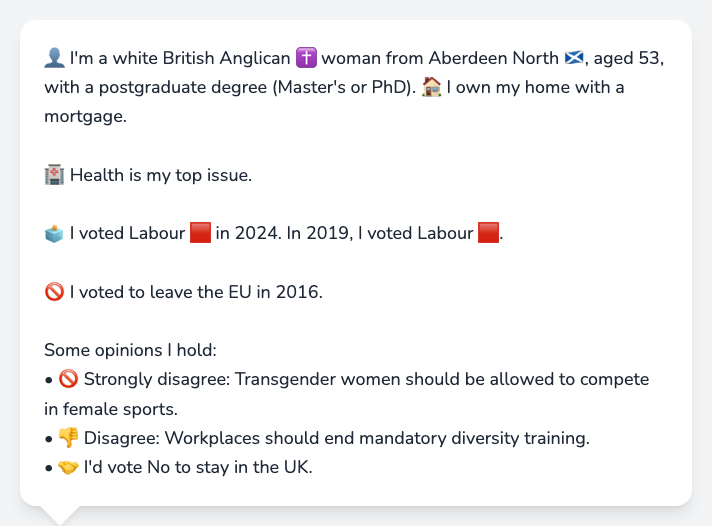 👤 I'm a white British Anglican ✝️ woman from Aberdeen North 🏴󠁧󠁢󠁳󠁣󠁴󠁿, aged 53,
with a postgraduate degree (Master's or PhD). 🏠 I own my home with a
mortgage.
🏥 Health is my top issue.
🗳️ I voted Labour 🟥 in 2024. In 2019, I voted Labour 🟥.
🚫 I voted to leave the EU in 2016.
Some opinions I hold:
• 🚫 Strongly disagree: Transgender women should be allowed to compete
in female sports.
• 👎 Disagree: Workplaces should end mandatory diversity training.
• 🤝 I'd vote No to stay in the UK.